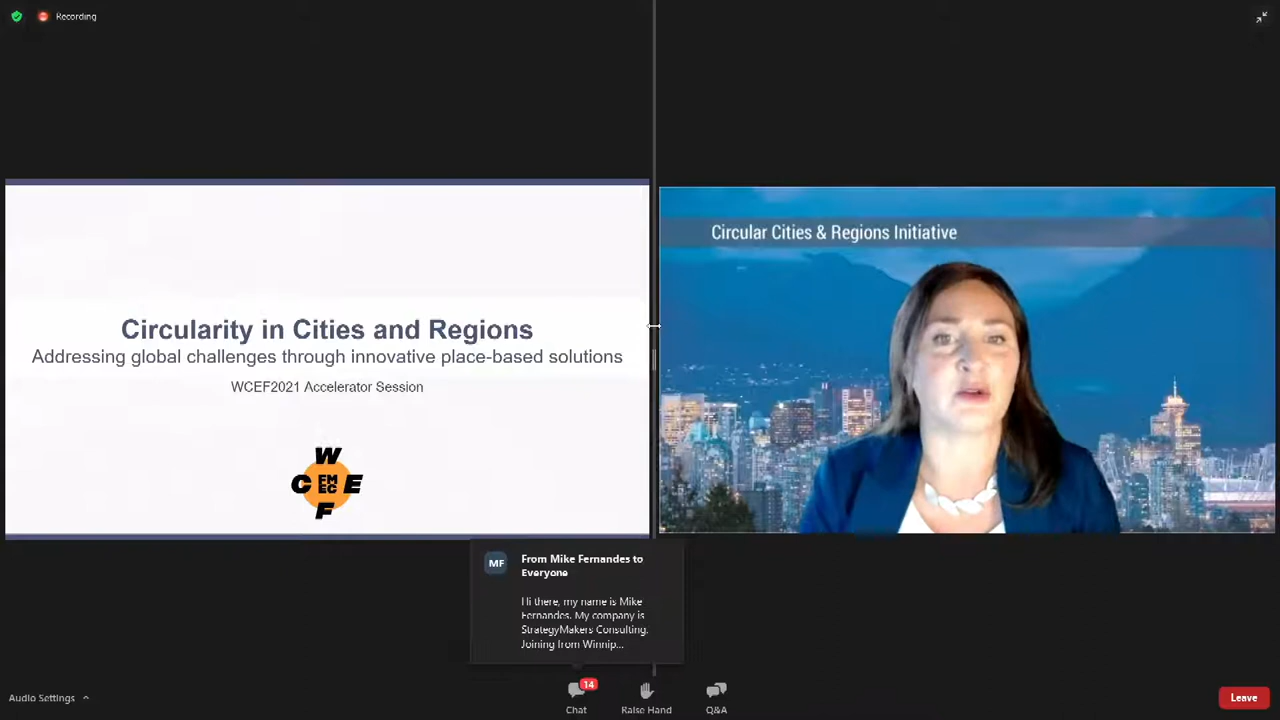 Recording
Circular Cities & Regions Initiative
Circularity in Cities and Regions
Addressing global challenges through innovative place-based solutions
WCEF2021 Accelerator Session
W
C EM E
EC
F
MF
From Mike Fernandes to
Everyone
Hi there, my name is Mike
Fernandes. My company is
StrategyMakers Consulting.
Joining from Winnip...
Audio Settings
14
Chat
Raise Hand
Q&A
Leave